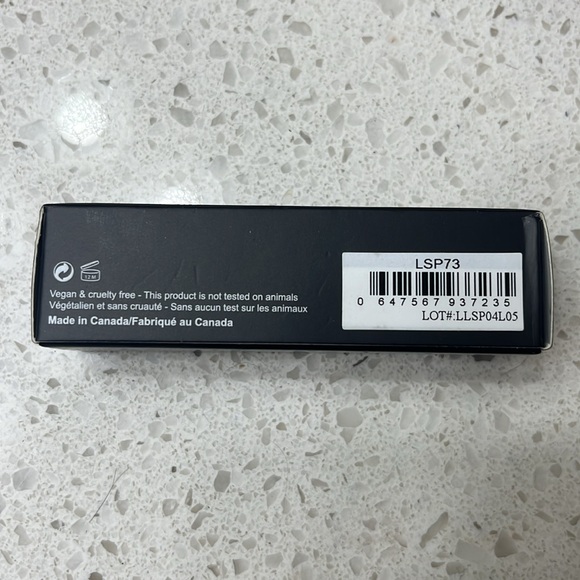 12M
Vegan & cruelty free - This product is not tested on animals
Végétalien et sans cruauté - Sans aucun test sur les animaux
Made in Canada/Fabriqué au Canada
LSP73
0 647567 937235
LOT#:LLSP04L05